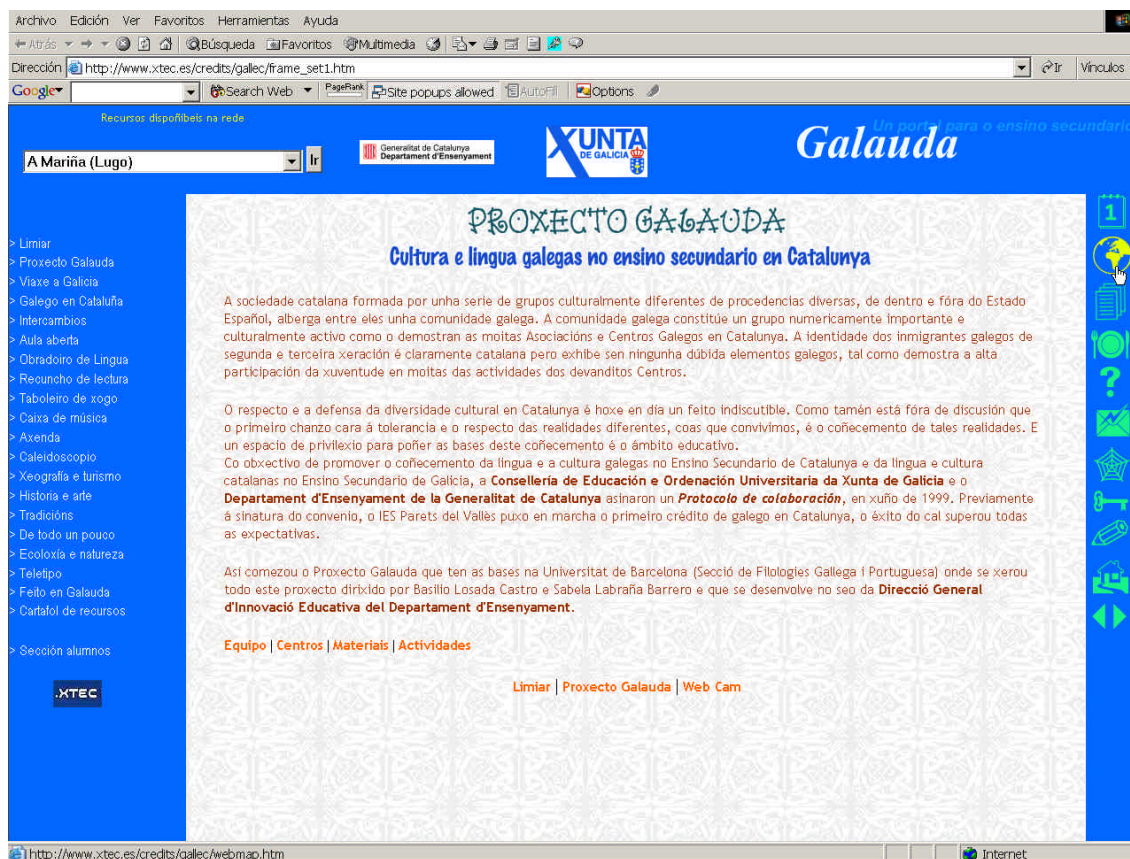 Archivo Edición Ver Favoritos Herramientas Ayuda
Atrás Búsqueda Favoritos Multimedia
Dirección http://www.xtec.es/credits/gallec/frame_set1.htm Ir Vínculos
Google Search Web PageRank Site popups allowed AutoFill Options
Recursos dispoñibeis na rede
Un portal para o ensino secundario
A Mariña (Lugo) Ir
Generalitat de Catalunya
Departament d'Ensenyament
XUNTA
DE GALICIA
Galauda
PROXECTO GALAUDA
Cultura e lingua galegas no ensino secundario en Catalunya
> Limiar
> Proxecto Galauda
> Viaxe a Galicia
> Galego en Cataluña
> Intercambios
> Aula aberta
> Obradoiro de Lingua
> Recuncho de lectura
> Taboleiro de xogo
> Caixa de música
> Axenda
> Caleidoscopio
> Xeografía e turismo
> Historia e arte
> Tradicións
> De todo un pouco
> Ecoloxía e natureza
> Teletipo
> Feito en Galauda
> Cartafol de recursos
> Sección alumnos
.XTEC
A sociedade catalana formada por unha serie de grupos culturalmente diferentes de procedencias diversas, de dentro e fóra do Estado
Español, alberga entre eles unha comunidade galega. A comunidade galega constitúe un grupo numericamente importante e
culturalmente activo como o demostran as moitas Asociacións e Centros Galegos en Catalunya. A identidade dos inmigrantes galegos de
segunda e terceira xeración é claramente catalana pero exhibe sen ningunha dúbida elementos galegos, tal como demostra a alta
participación da xuventude en moitas das actividades dos devanditos Centros.
O respecto e a defensa da diversidade cultural en Catalunya é hoxe en día un feito indiscutible. Como tamén está fóra de discusión que
o primeiro chanzo cara á tolerancia e o respecto das realidades diferentes, coas que convivimos, é o coñecemento de tales realidades. E
un espacio de privilexio para poñer as bases deste coñecemento é o ámbito educativo.
Co obxectivo de promover o coñecemento da lingua e a cultura galegas no Ensino Secundario de Catalunya e da lingua e cultura
catalanas no Ensino Secundario de Galicia, a Consellería de Educación e Ordenación Universitaria da Xunta de Galicia e o
Departament d'Ensenyament de la Generalitat de Catalunya asinaron un Protocolo de colaboración, en xuño de 1999. Previamente
á sinatura do convenio, o IES Parets del Vallès puxo en marcha o primeiro crédito de galego en Catalunya, o éxito do cal superou todas
as expectativas.
Así comezou o Proxecto Galauda que ten as bases na Universitat de Barcelona (Secció de Filologies Gallega i Portuguesa) onde se xerou
todo este proxecto dirixido por Basilio Losada Castro e Sabela Labraña Barrero e que se desenvolve no seo da Direcció General
d'Innovació Educativa del Departament d'Ensenyament.
Equipo | Centros | Materiais | Actividades
Limiar | Proxecto Galauda | Web Cam
1
?
http://www.xtec.es/credits/gallec/webmap.htm Internet